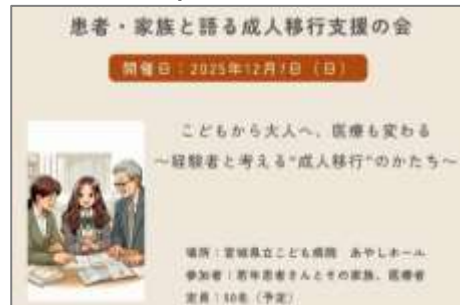 患者・家族と語る成人移行支援の会
開催日：2025年12月7日（日）
こどもから大人へ、医療も変わる
～経験者と考える“成人移行”のかたち～
場所：宮城県立こども病院　あやしホール
参加者：若年患者さんとその家族、医療者
定員：50名（予定）